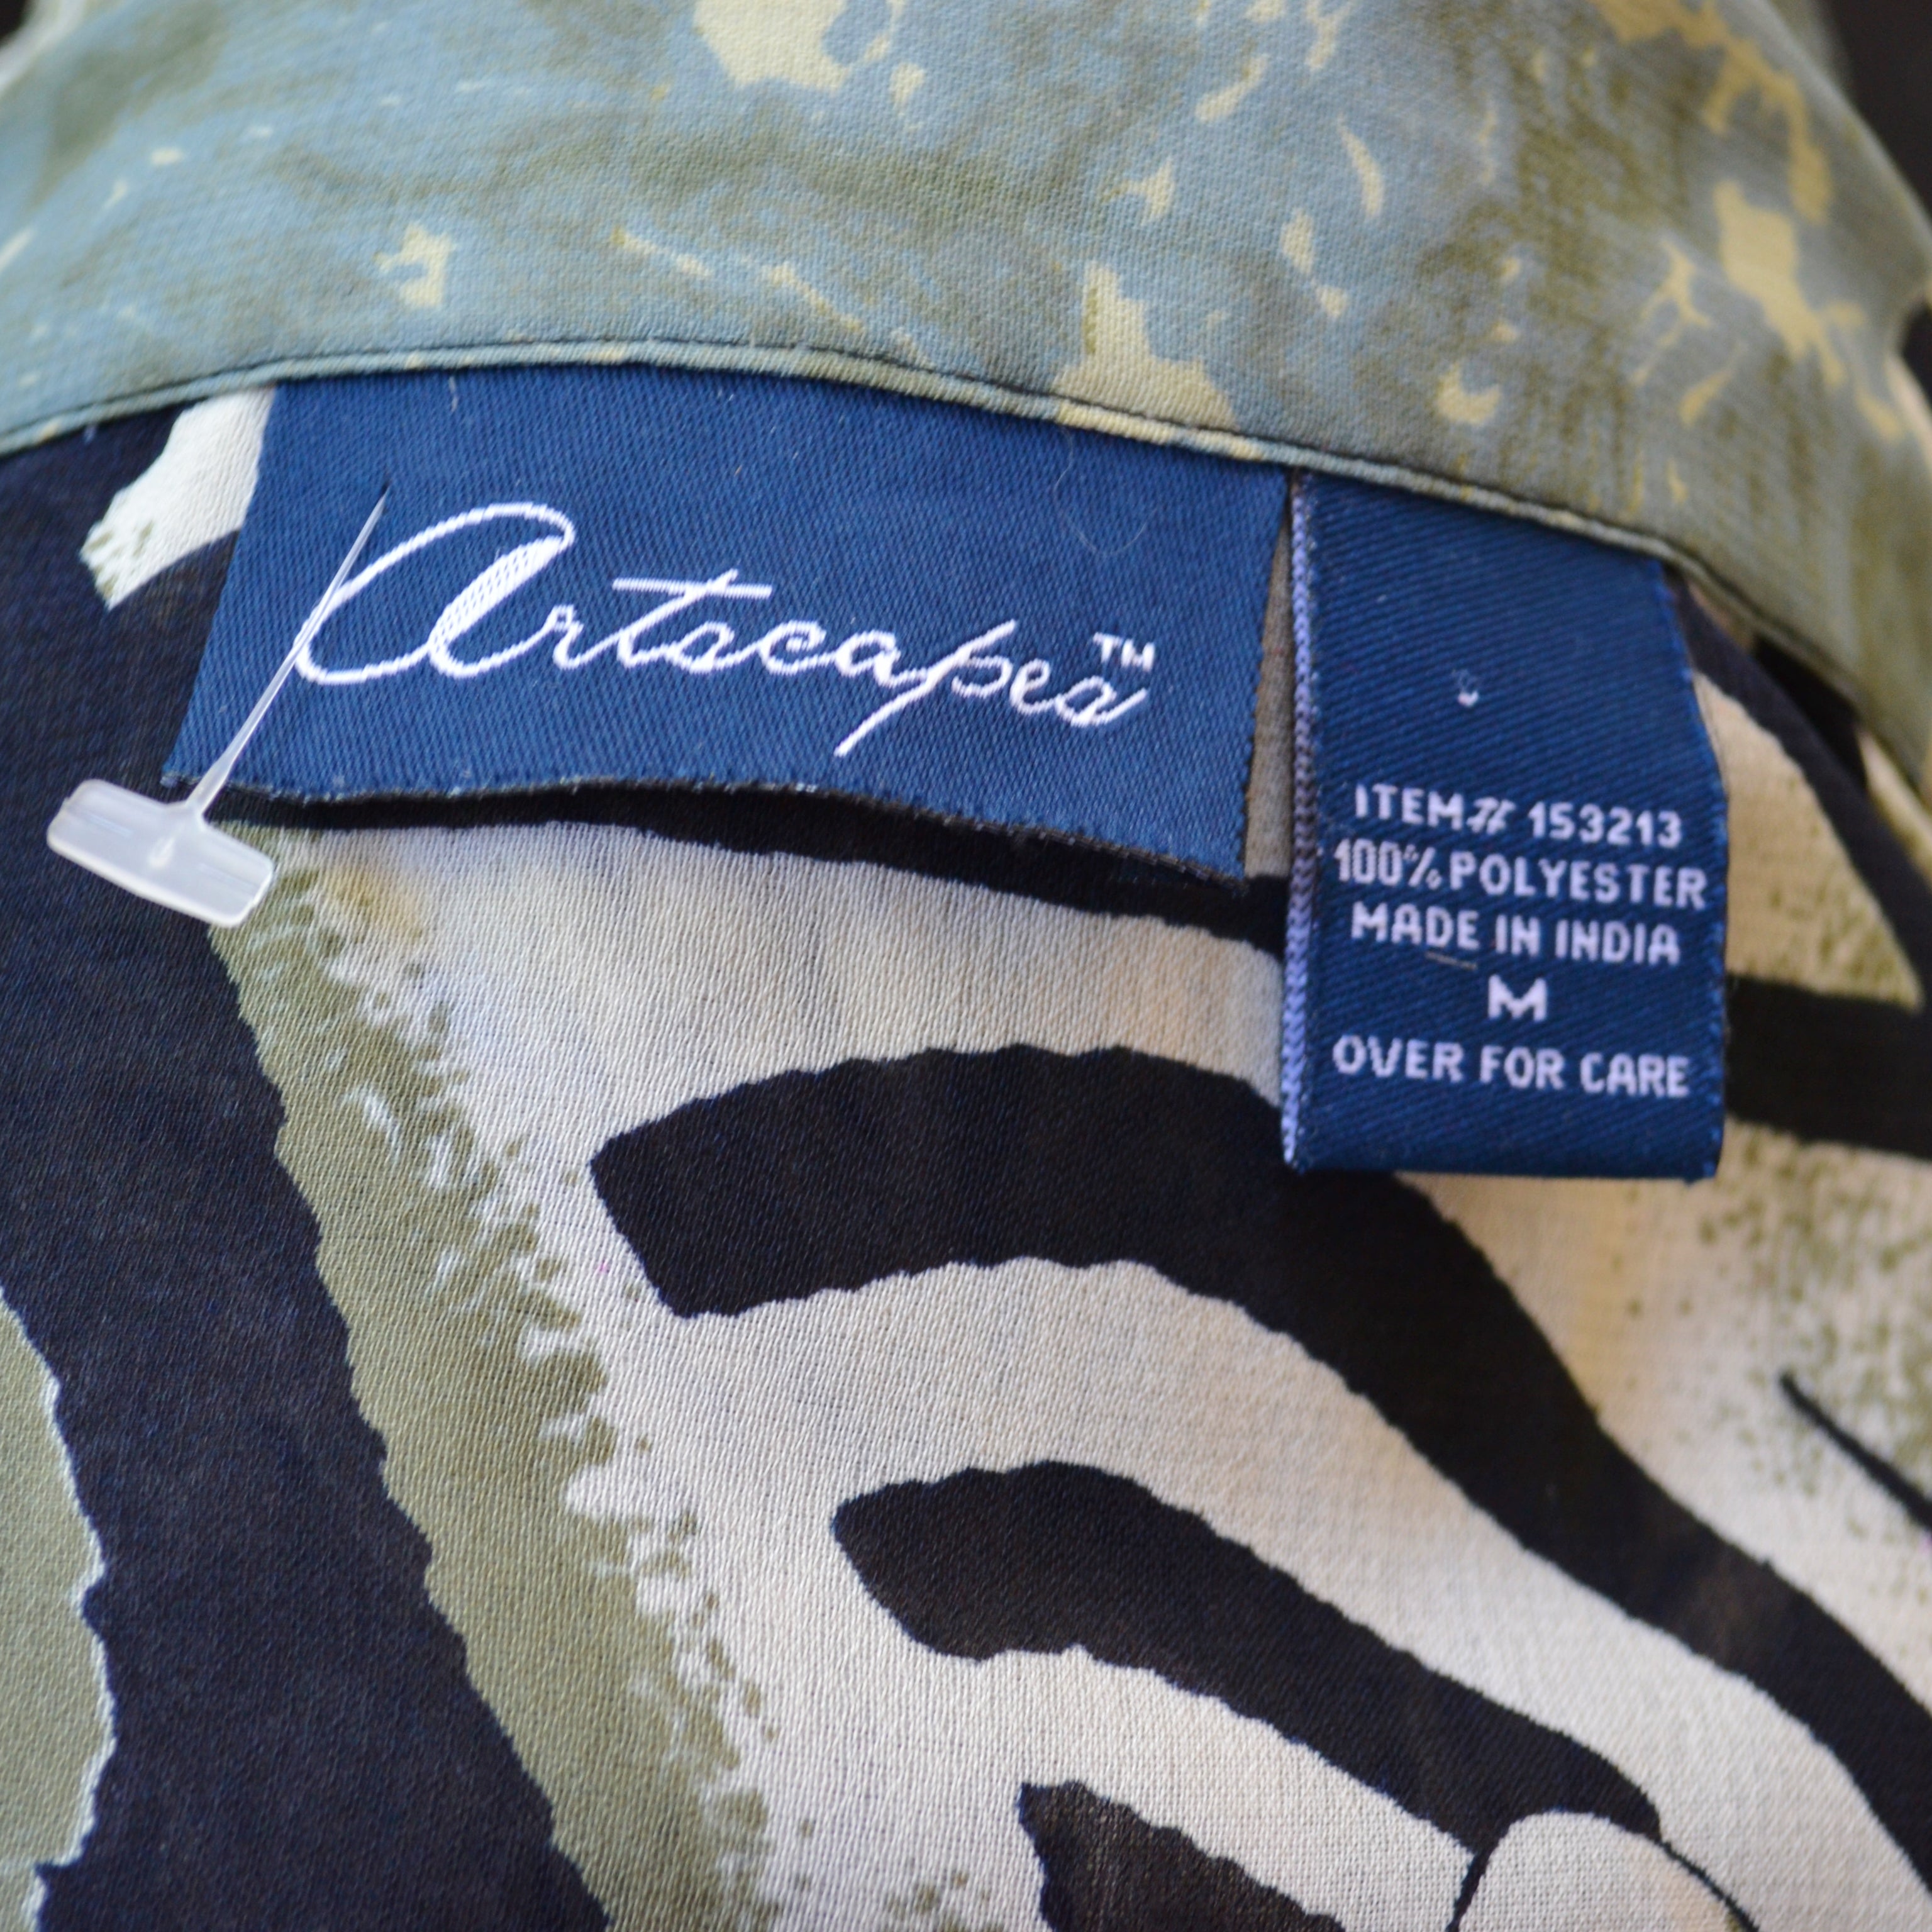 Artscapes™
ITEM# 153213
100% POLYESTER
MADE IN INDIA
M
OVER FOR CARE